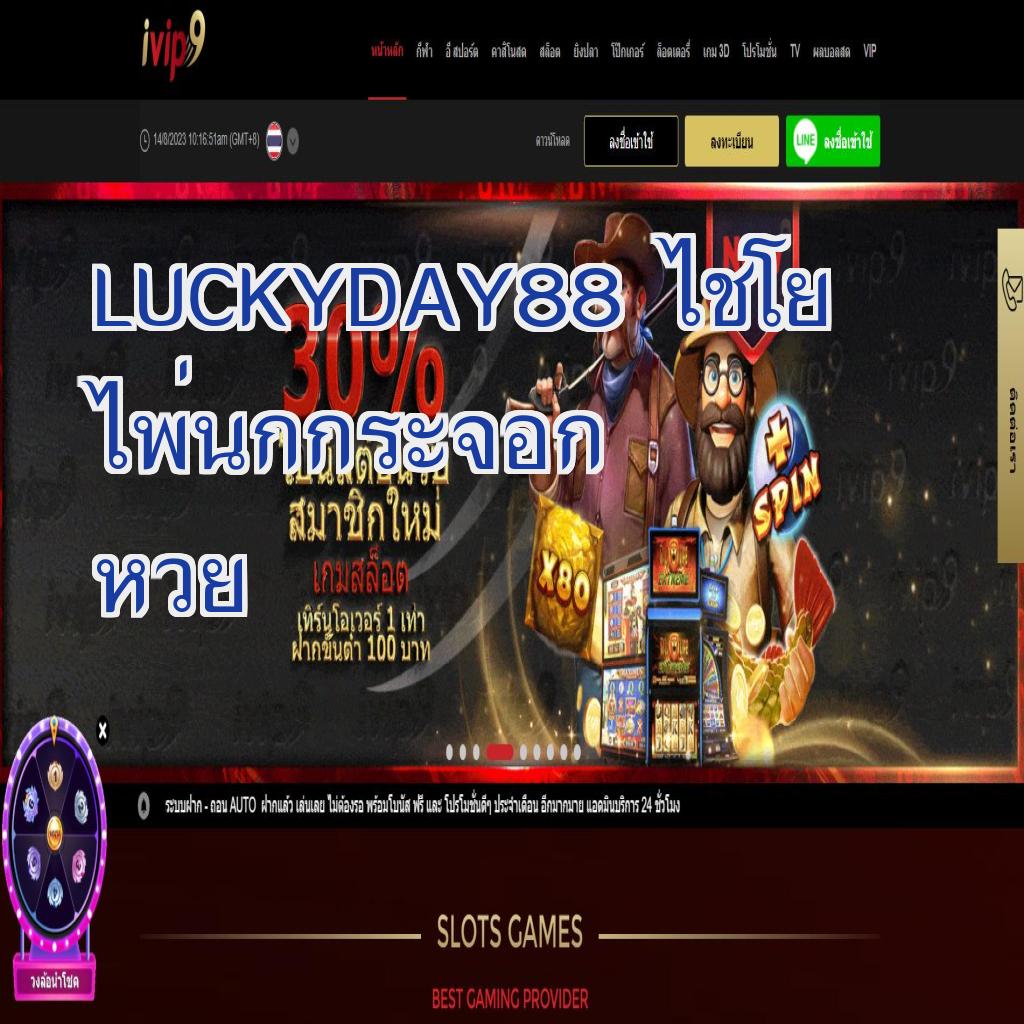 ivip9
หน้าหลัก กีฬา อี สปอร์ต คาสิโนสด สล็อต ยิงปลา โป๊กเกอร์ ล็อตเตอรี่ เกม 3D โปรโมชั่น TV ผลบอลสด VIP
14/8/2023 10:16:51am (GMT+8)
ดาวน์โหลด ลงชื่อเข้าใช้ ลงทะเบียน LINE ลงชื่อเข้าใช้
LUCKYDAY88 ไชโย
30%
ไพ่นกกระจอก
สมาชิกใหม่
หวย
เกมสล็อต
เทิร์นโอเวอร์ 1 เท่า
ฝากขั้นต่ำ 100 บาท
X80
+ SPIN
EXTREME
ติดต่อเรา
X
ระบบฝาก - ถอน AUTO ฝากแล้ว เล่นเลย ไม่ต้องรอ พร้อมโบนัส ฟรี และ โปรโมชั่นดีๆ ประจำเดือน อีกมากมาย แอดมินบริการ 24 ชั่วโมง
SLOTS GAMES
วงล้อนำโชค
BEST GAMING PROVIDER